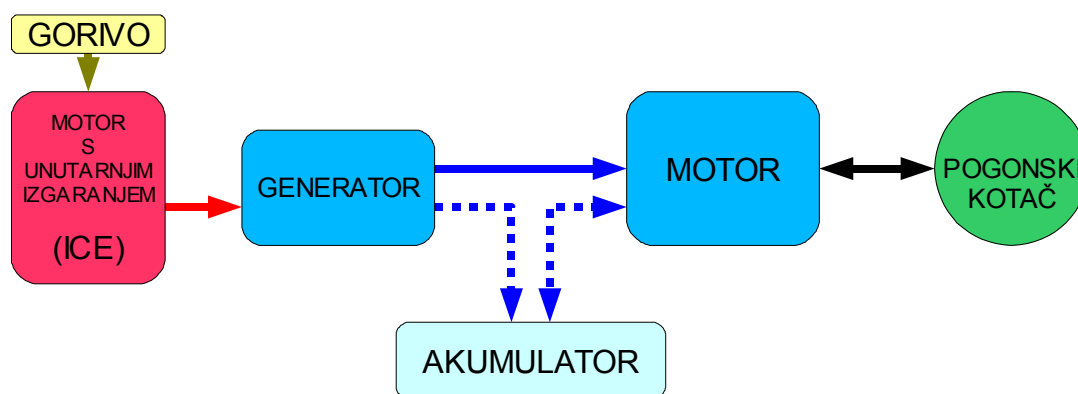 GORIVO
MOTOR
S
UNUTARNJIM
IZGARANJEM
(ICE)
GENERATOR
MOTOR
POGONSKI
KOTAČ
AKUMULATOR